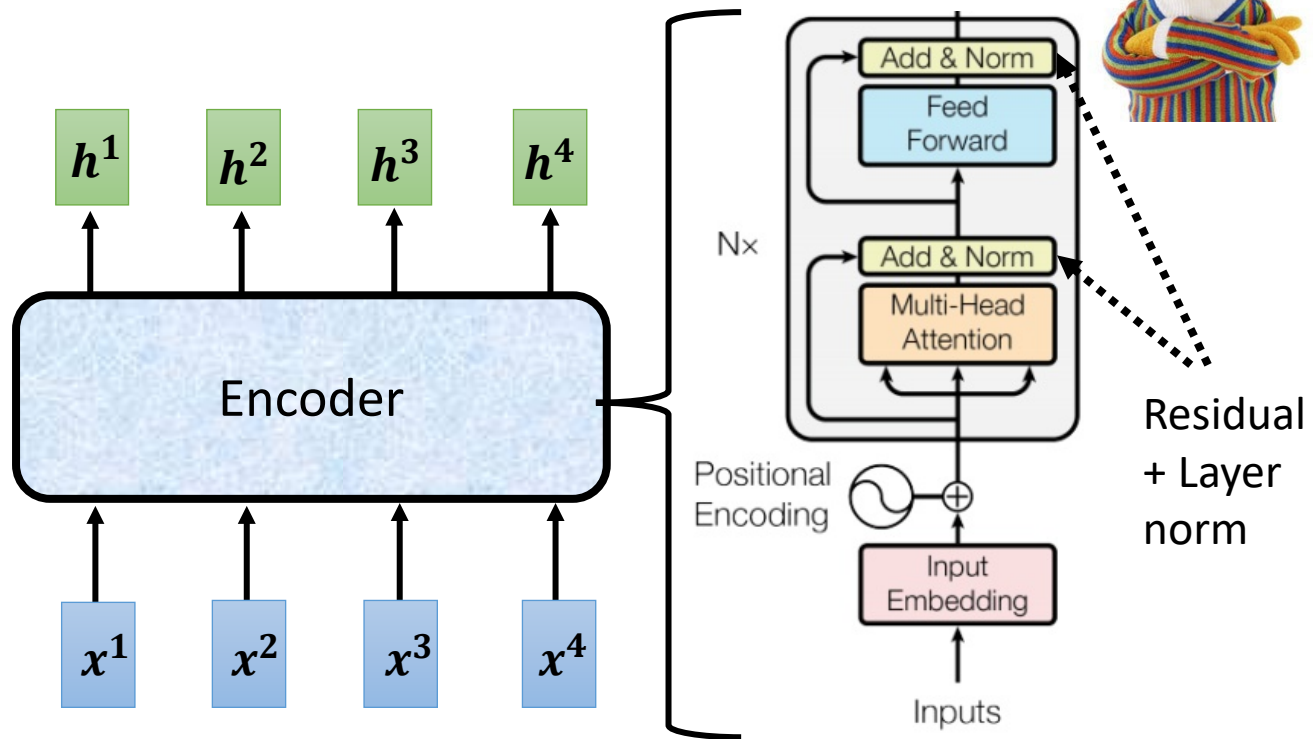 h¹ h² h³ h⁴
Encoder
x¹ x² x³ x⁴
Add & Norm
Feed
Forward
N×
Add & Norm
Multi-Head
Attention
Positional
Encoding
Input
Embedding
Inputs
Residual
+ Layer
norm